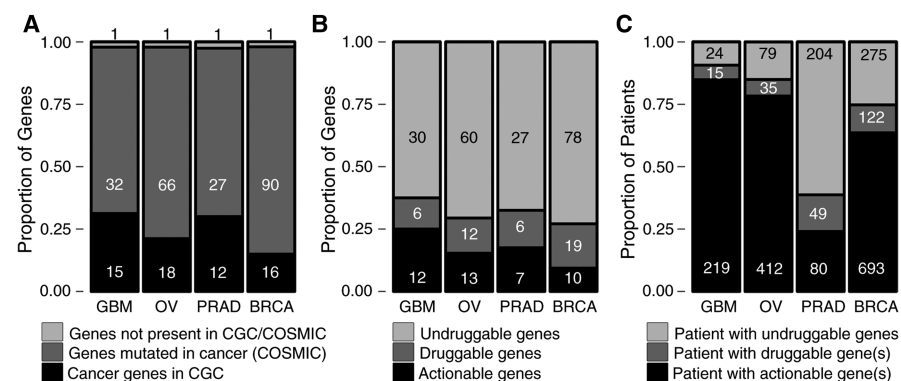 A
B
C
1 1 1 1
1.00
0.75
0.50
0.25
0.00
Proportion of Genes
32 66 27 90
15 18 12 16
GBM OV PRAD BRCA
Genes not present in CGC/COSMIC
Genes mutated in cancer (COSMIC)
Cancer genes in CGC
1.00
0.75
0.50
0.25
0.00
Proportion of Genes
30 60 27 78
6 12 6 19
12 13 7 10
GBM OV PRAD BRCA
Undruggable genes
Druggable genes
Actionable genes
1.00
0.75
0.50
0.25
0.00
Proportion of Patients
24 79 204 275
15 35 49 122
219 412 80 693
GBM OV PRAD BRCA
Patient with undruggable genes
Patient with druggable gene(s)
Patient with actionable gene(s)